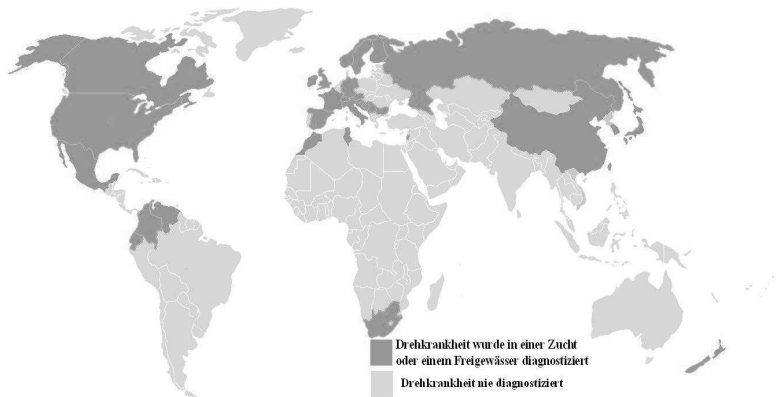 Drehkrankheit wurde in einer Zucht
oder einem Freigewässer diagnostiziert
Drehkrankheit nie diagnostiziert